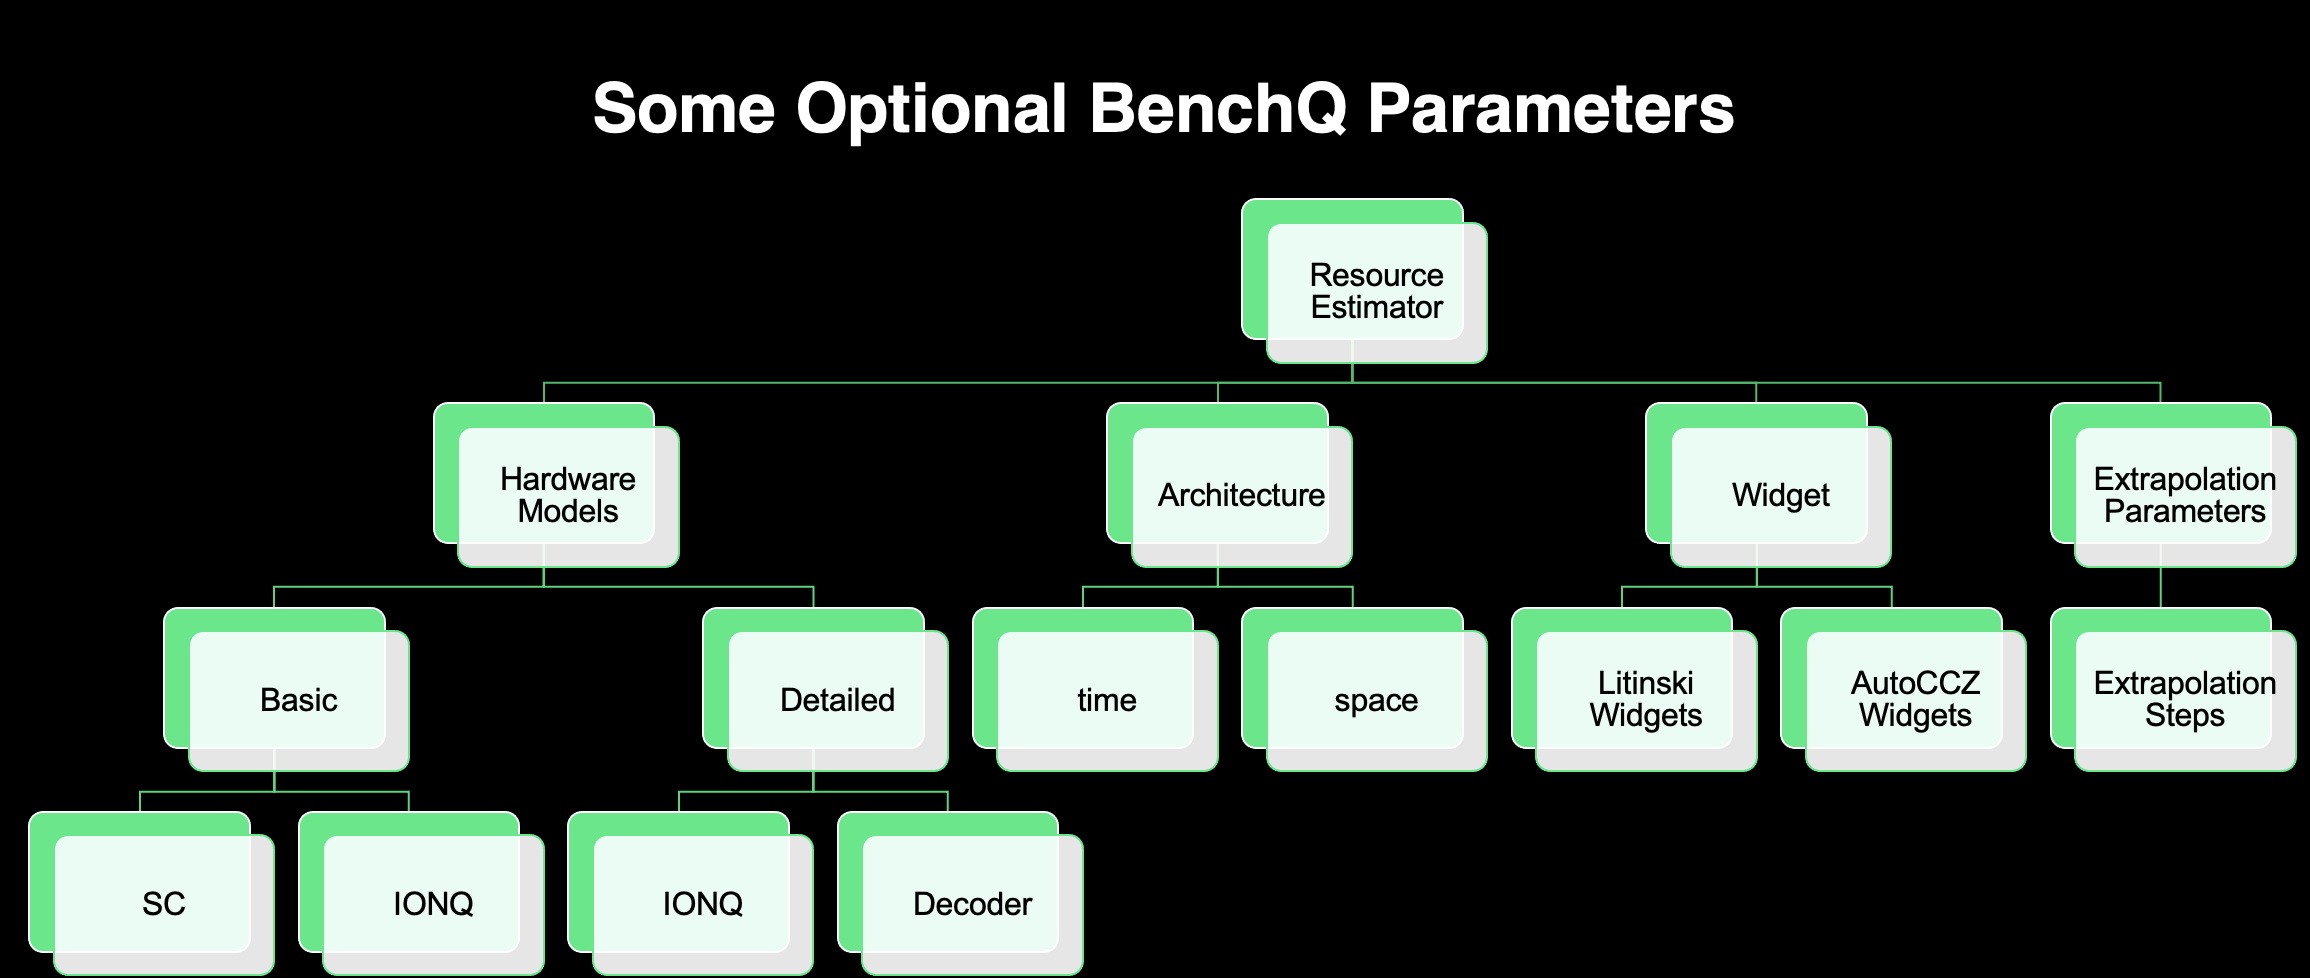 Some Optional BenchQ Parameters
Resource
Estimator
Hardware
Models
Architecture
Widget
Extrapolation
Parameters
Basic
Detailed
time
space
Litinski
Widgets
AutoCCZ
Widgets
Extrapolation
Steps
SC
IONQ
IONQ
Decoder